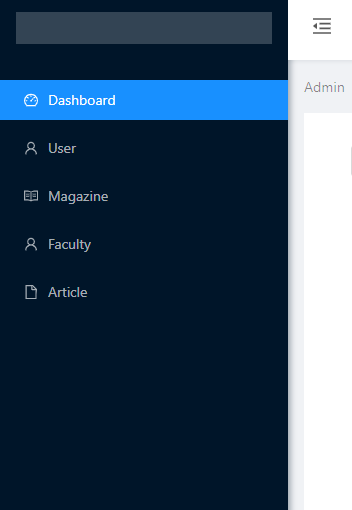 Dashboard
Admin
User
Magazine
Faculty
Article